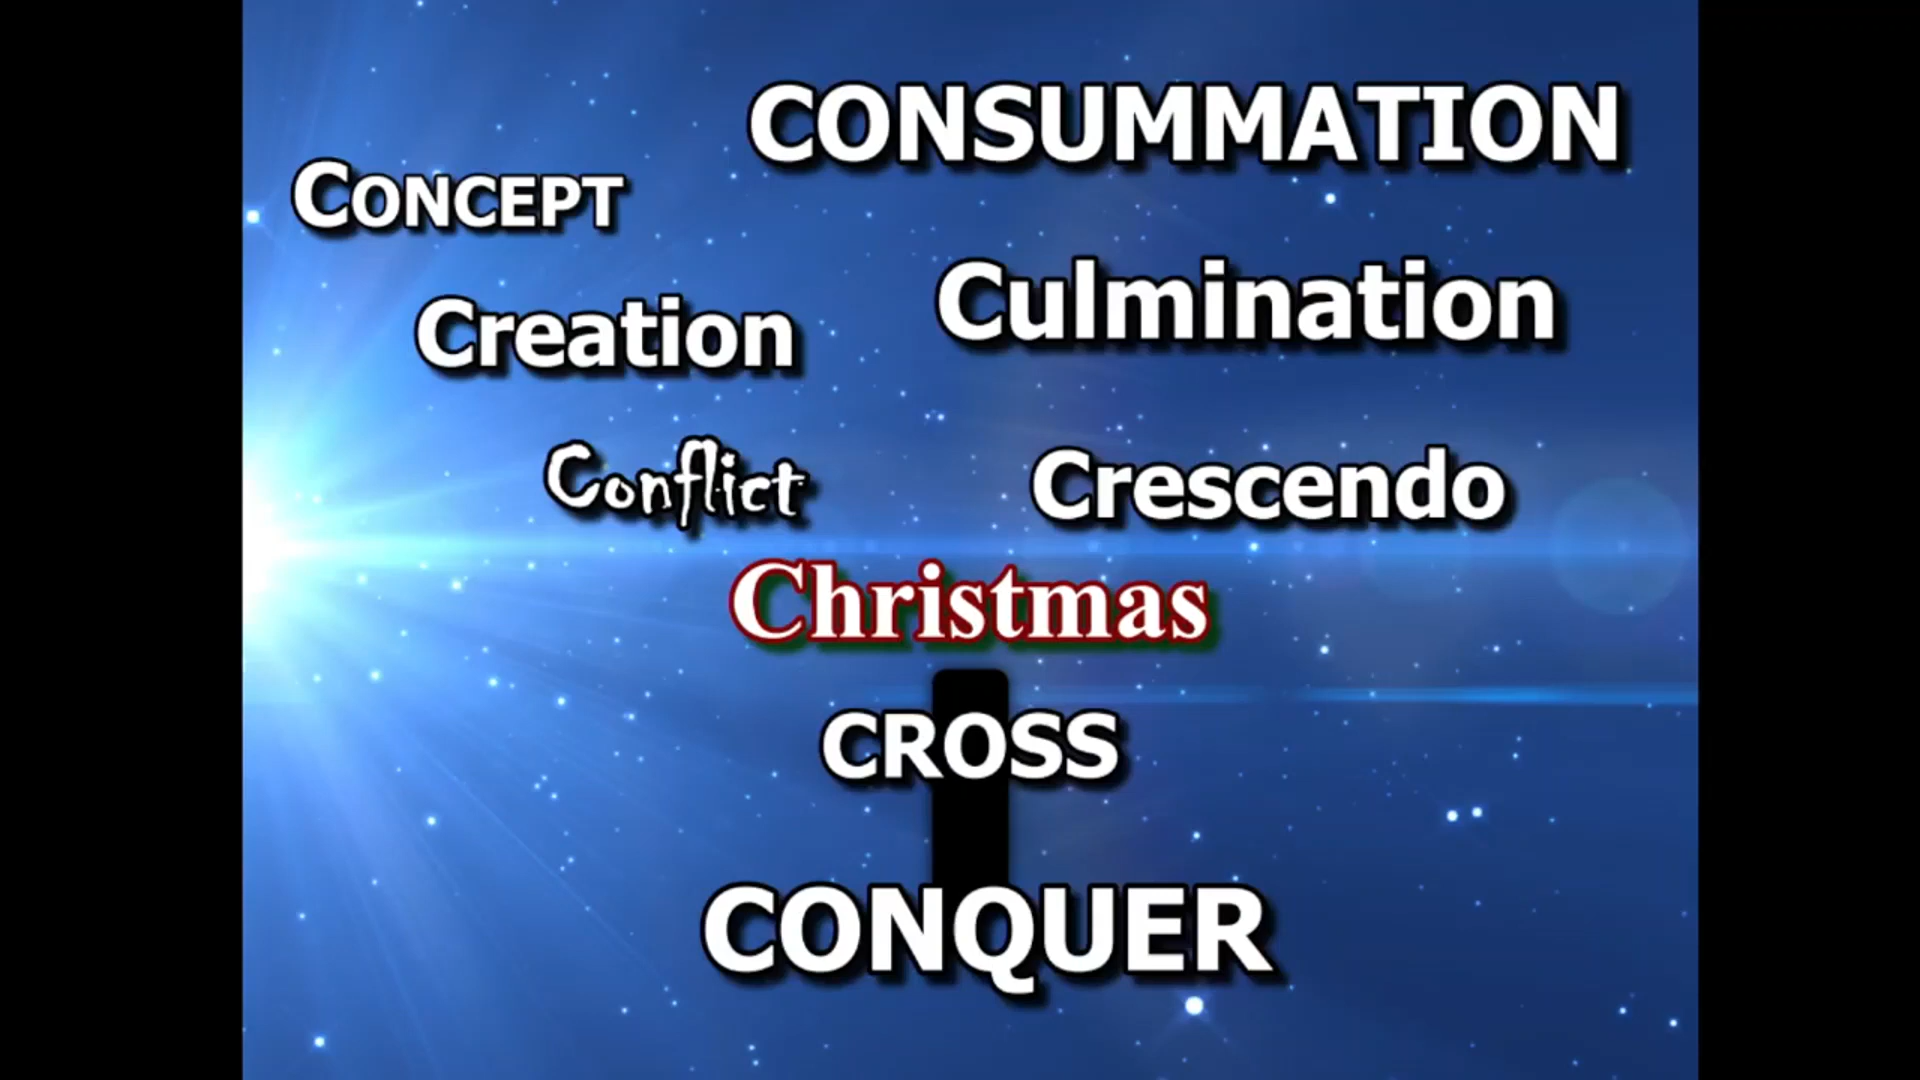 CONSUMMATION
CONCEPT
Culmination
Creation
Conflict
Crescendo
Christmas
CROSS
CONQUER